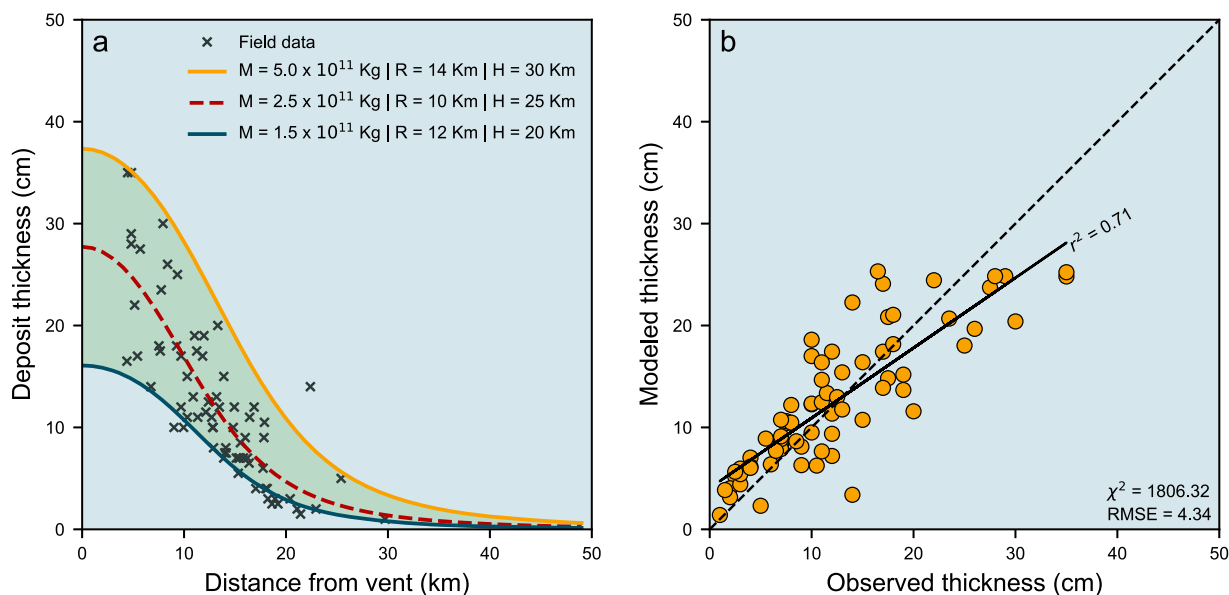 a
Field data
M = 5.0 x 10¹¹ Kg | R = 14 Km | H = 30 Km
M = 2.5 x 10¹¹ Kg | R = 10 Km | H = 25 Km
M = 1.5 x 10¹¹ Kg | R = 12 Km | H = 20 Km
50
40
30
20
10
0
Deposit thickness (cm)
0 10 20 30 40 50
Distance from vent (km)
b
r² = 0.71
χ² = 1806.32
RMSE = 4.34
50
40
30
20
10
0
Modeled thickness (cm)
0 10 20 30 40 50
Observed thickness (cm)